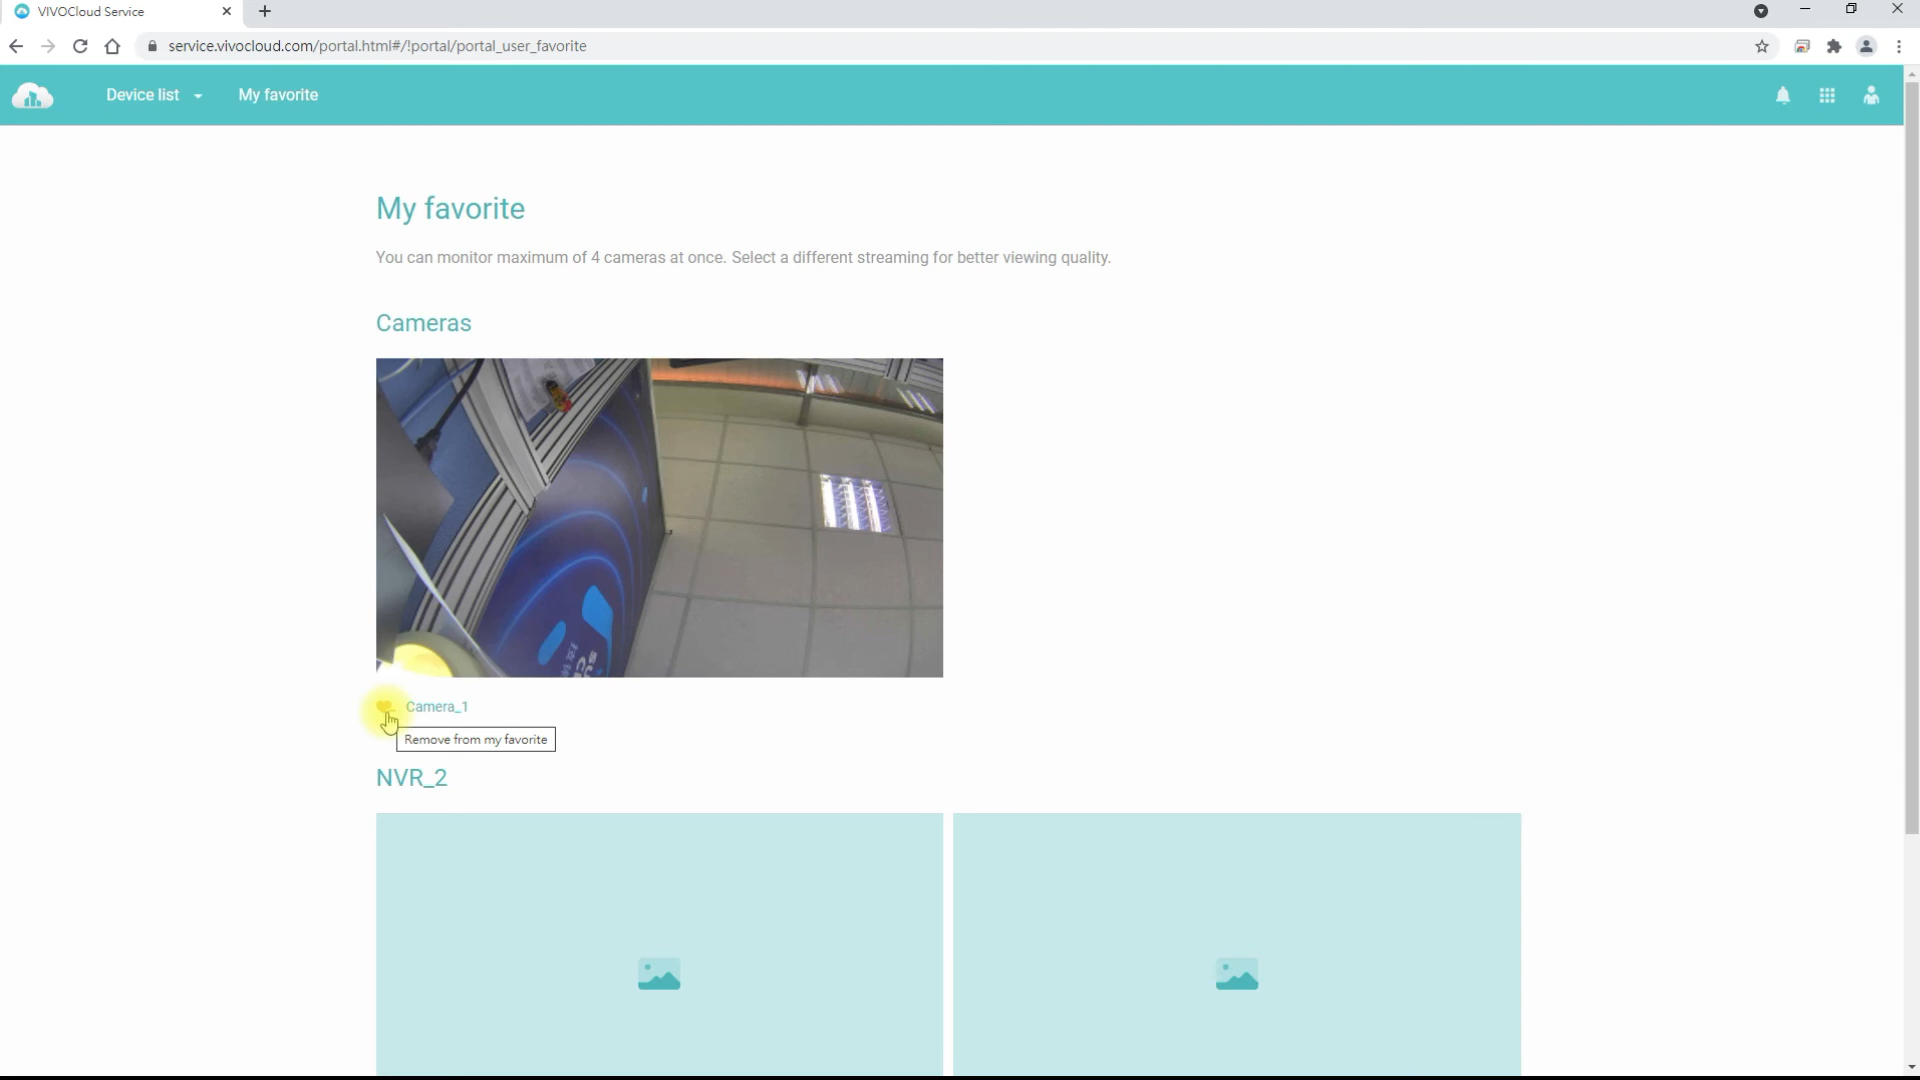 VIVOCloud Service
service.vivocloud.com/portal.html#/!portal/portal_user_favorite
Device list
My favorite
My favorite
You can monitor maximum of 4 cameras at once. Select a different streaming for better viewing quality.
Cameras
Camera_1
Remove from my favorite
NVR_2